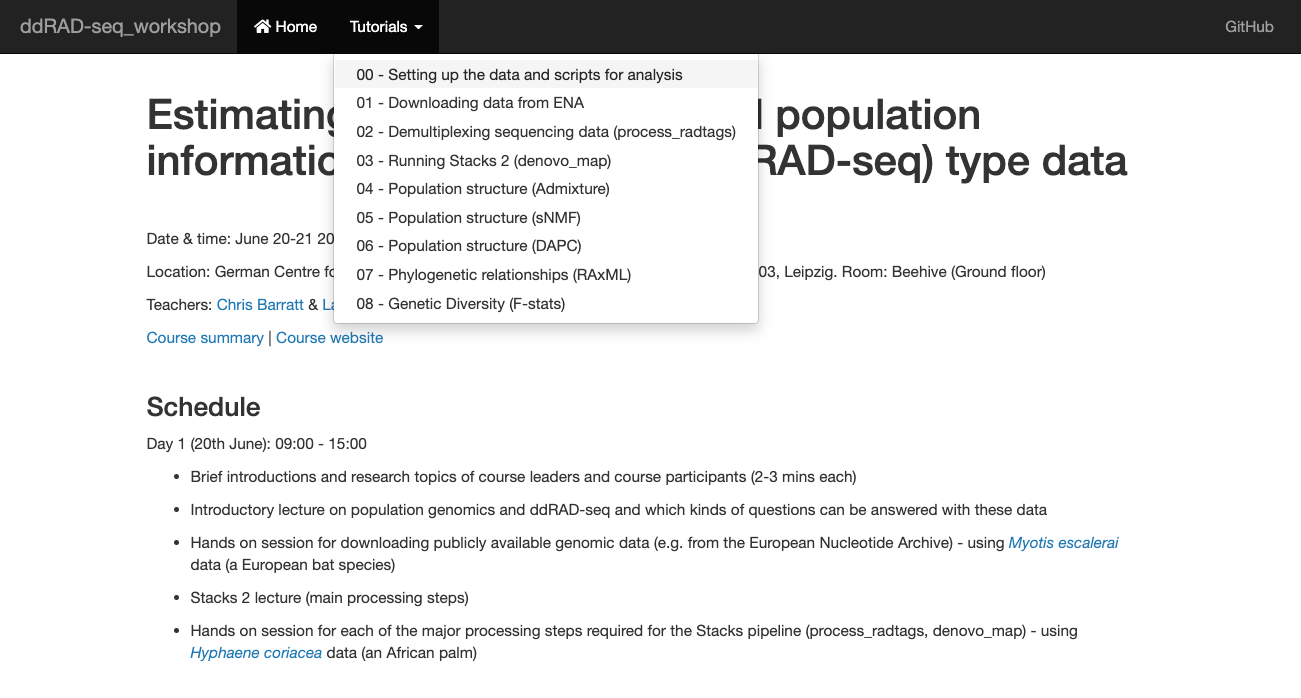 ddRAD-seq_workshop Home Tutorials GitHub
00 - Setting up the data and scripts for analysis
01 - Downloading data from ENA
02 - Demultiplexing sequencing data (process_radtags)
03 - Running Stacks 2 (denovo_map)
04 - Population structure (Admixture)
05 - Population structure (sNMF)
06 - Population structure (DAPC)
07 - Phylogenetic relationships (RAxML)
08 - Genetic Diversity (F-stats)
Estimating population
RAD-seq) type data
Date & time: June 20-21
Location: German Centre 03, Leipzig. Room: Beehive (Ground floor)
Teachers: Chris Barratt &
Course summary | Course website
Schedule
Day 1 (20th June): 09:00 - 15:00
• Brief introductions and research topics of course leaders and course participants (2-3 mins each)
• Introductory lecture on population genomics and ddRAD-seq and which kinds of questions can be answered with these data
• Hands on session for downloading publicly available genomic data (e.g. from the European Nucleotide Archive) - using Myotis escalerai
data (a European bat species)
• Stacks 2 lecture (main processing steps)
• Hands on session for each of the major processing steps required for the Stacks pipeline (process_radtags, denovo_map) - using
Hyphaene coriacea data (an African palm)